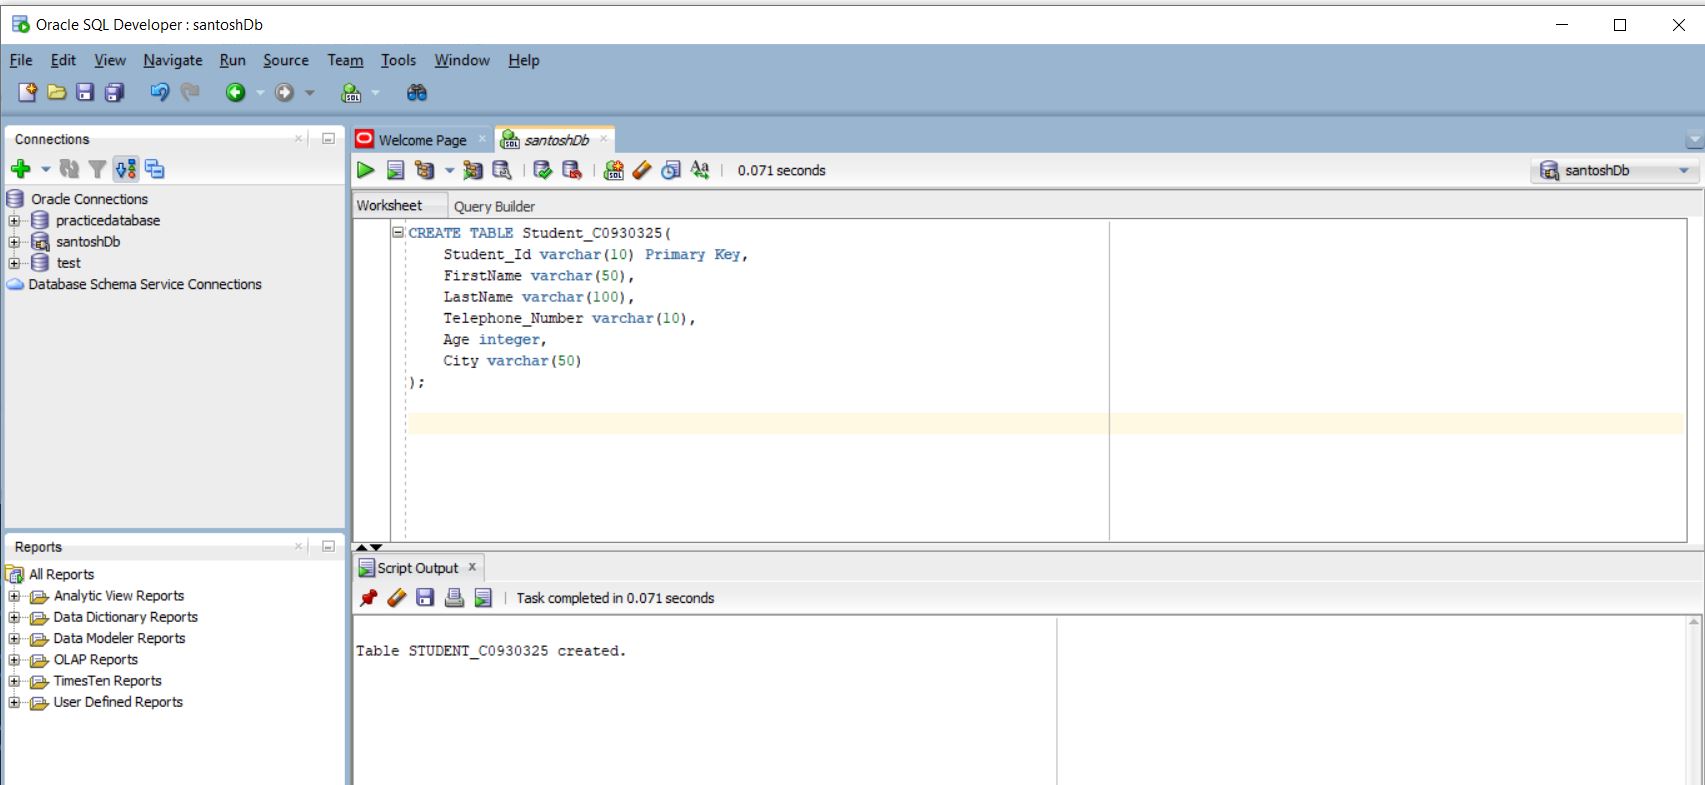 Oracle SQL Developer : santoshDb
File Edit View Navigate Run Source Team Tools Window Help
Connections
Oracle Connections
practicedatabase
santoshDb
test
Database Schema Service Connections
Reports
All Reports
Analytic View Reports
Data Dictionary Reports
Data Modeler Reports
OLAP Reports
TimesTen Reports
User Defined Reports
Welcome Page
santoshDb
0.071 seconds
santoshDb
Worksheet Query Builder
CREATE TABLE Student_C0930325(
Student_Id varchar(10) Primary Key,
FirstName varchar(50),
LastName varchar(100),
Telephone_Number varchar(10),
Age integer,
City varchar(50)
);
Script Output
Task completed in 0.071 seconds
Table STUDENT_C0930325 created.